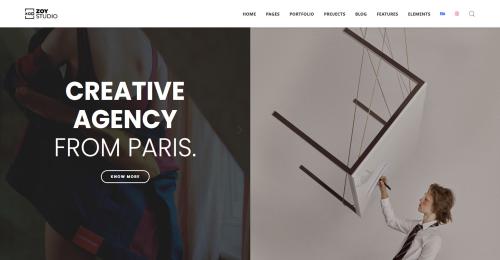 ZOY
STUDIO
HOME PAGES PORTFOLIO PROJECTS BLOG FEATURES ELEMENTS
CREATIVE
AGENCY
FROM PARIS.
KNOW MORE